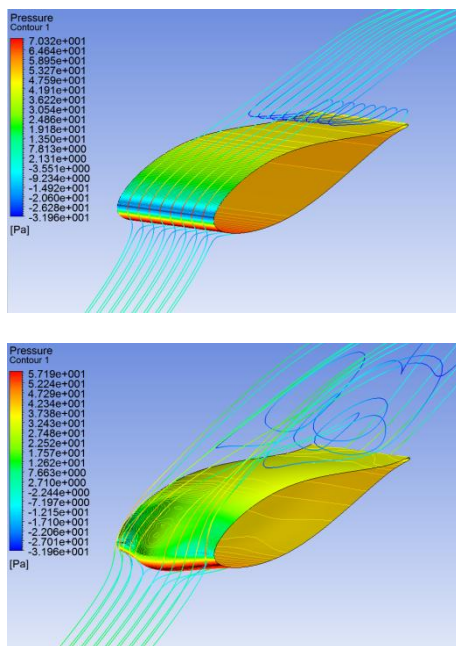 Pressure
Contour 1
7.032e+001
6.464e+001
5.895e+001
5.327e+001
4.759e+001
4.191e+001
3.622e+001
3.054e+001
2.486e+001
1.918e+001
1.350e+001
7.813e+000
2.131e+000
-3.551e+000
-9.234e+000
-1.492e+001
-2.060e+001
-2.628e+001
-3.196e+001
[Pa]
Pressure
Contour 1
5.719e+001
5.224e+001
4.729e+001
4.234e+001
3.738e+001
3.243e+001
2.748e+001
2.252e+001
1.757e+001
1.262e+001
7.663e+000
2.710e+000
-2.244e+000
-7.197e+000
-1.215e+001
-1.710e+001
-2.206e+001
-2.701e+001
-3.196e+001
[Pa]